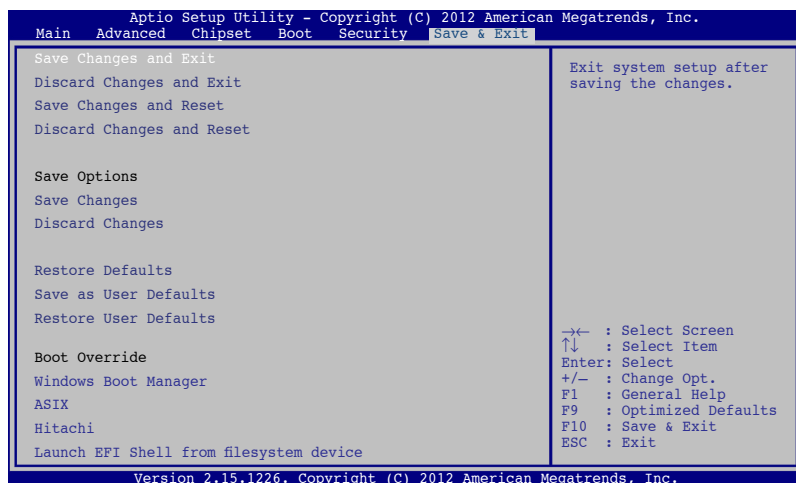 Aptio Setup Utility – Copyright (C) 2012 American Megatrends, Inc.
Main Advanced Chipset Boot Security Save & Exit
Save Changes and Exit
Discard Changes and Exit
Save Changes and Reset
Discard Changes and Reset
Save Options
Save Changes
Discard Changes
Restore Defaults
Save as User Defaults
Restore User Defaults
Boot Override
Windows Boot Manager
ASIX
Hitachi
Launch EFI Shell from filesystem device
Exit system setup after
saving the changes.
→← : Select Screen
↑↓ : Select Item
Enter: Select
+/— : Change Opt.
F1 : General Help
F9 : Optimized Defaults
F10 : Save & Exit
ESC : Exit
Version 2.15.1226. Copyright (C) 2012 American Megatrends, Inc.